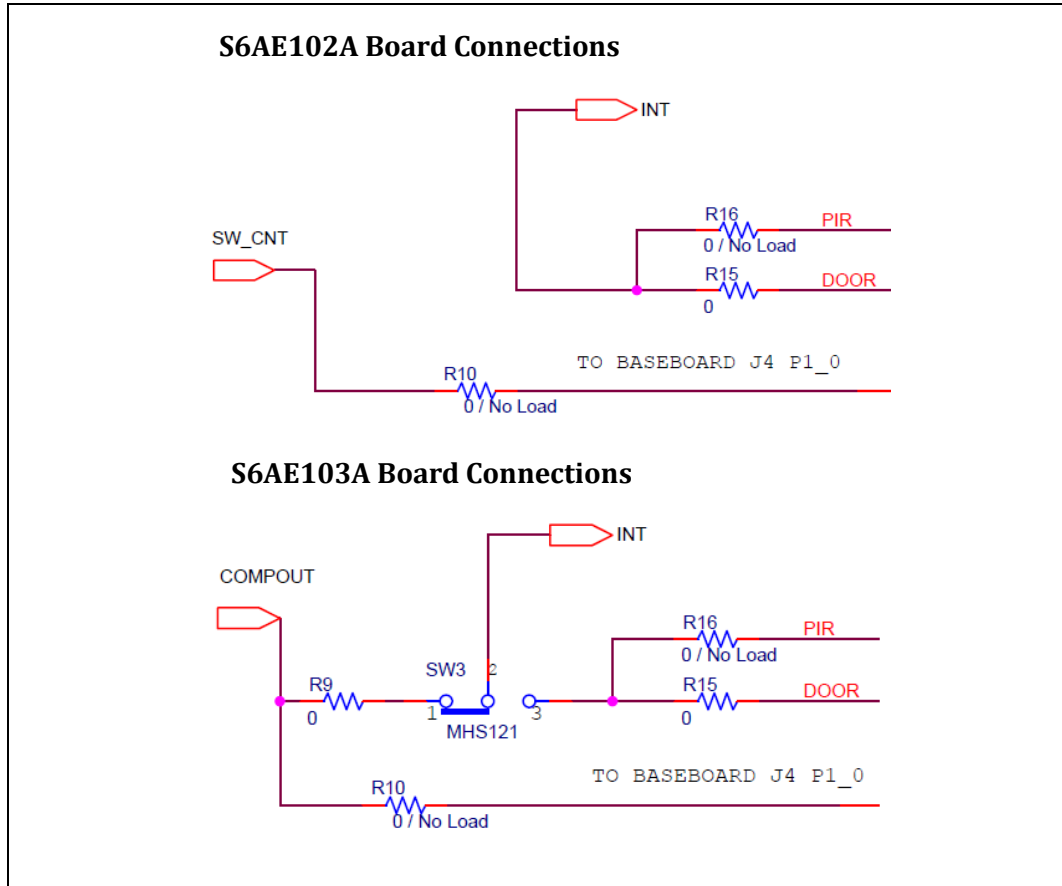 S6AE102A Board Connections
INT
R16
PIR
0 / No Load
SW_CNT
R15
DOOR
0
TO BASEBOARD J4 P1_0
R10
0 / No Load
S6AE103A Board Connections
INT
COMPOUT
R16
PIR
0 / No Load
SW3
2
R9
R15
DOOR
0
1
3
0
MHS121
TO BASEBOARD J4 P1_0
R10
0 / No Load